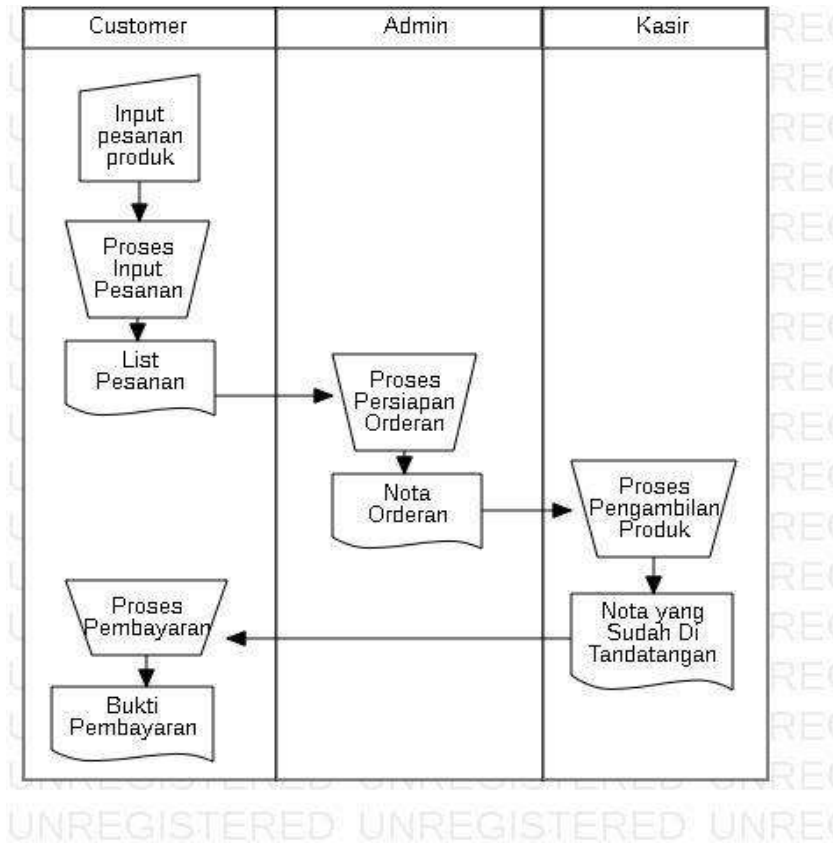 Customer
Admin
Kasir
Input
pesanan
produk
Proses
Input
Pesanan
List
Pesanan
Proses
Persiapan
Orderan
Nota
Orderan
Proses
Pengambilan
Produk
Nota yang
Sudah Di
Tandatangan
Proses
Pembayaran
Bukti
Pembayaran
UNREGISTERED UNREGISTERED UNREG